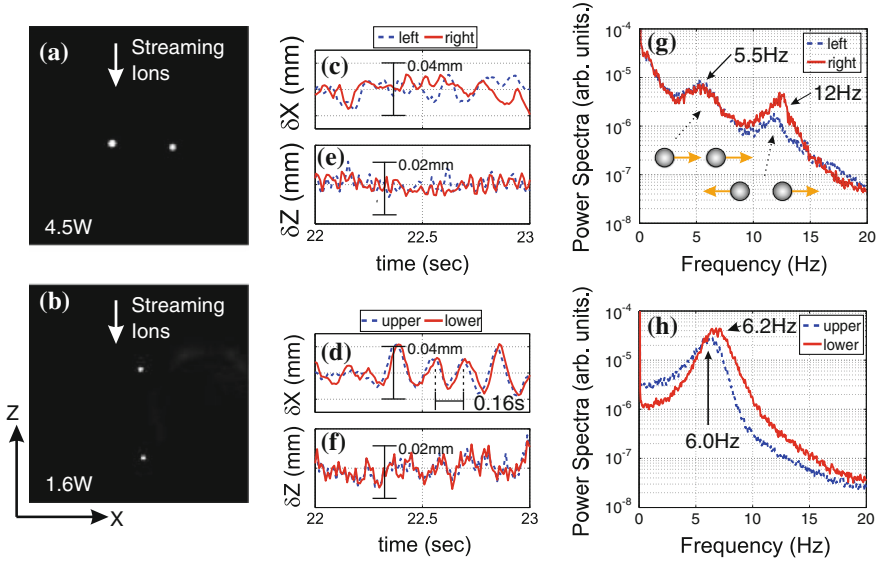 (a)
Streaming
Ions
4.5W
(b)
Streaming
Ions
1.6W
Z
X
left right
(c)
0.04mm
δX (mm)
(e)
0.02mm
δZ (mm)
22 22.5 23
time (sec)
upper lower
(d)
0.04mm
0.16s
δX (mm)
(f)
0.02mm
δZ (mm)
22 22.5 23
time (sec)
(g)
left
right
5.5Hz
12Hz
Power Spectra (arb. units.)
10⁻⁴
10⁻⁵
10⁻⁶
10⁻⁷
10⁻⁸
0 5 10 15 20
Frequency (Hz)
(h)
upper
lower
6.2Hz
6.0Hz
Power Spectra (arb. units.)
10⁻⁴
10⁻⁵
10⁻⁶
10⁻⁷
10⁻⁸
0 5 10 15 20
Frequency (Hz)